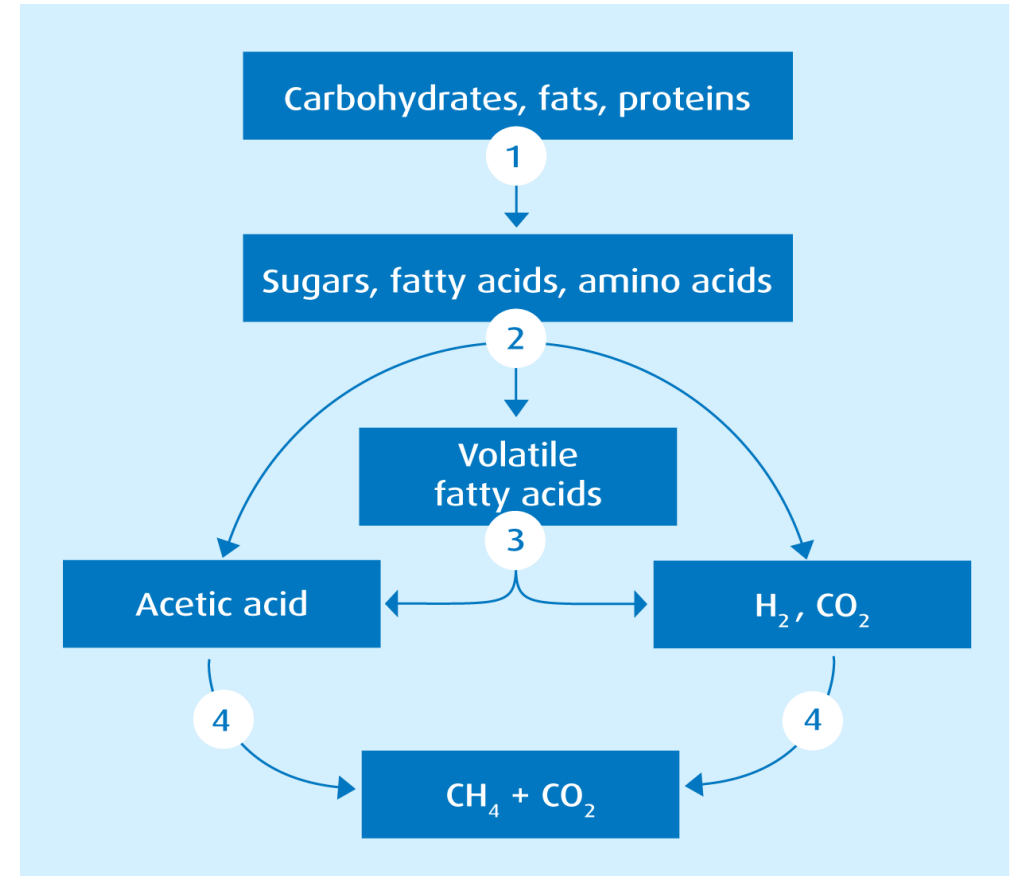 Carbohydrates, fats, proteins
1
Sugars, fatty acids, amino acids
2
Volatile
fatty acids
3
Acetic acid
H₂, CO₂
4
4
CH₄ + CO₂